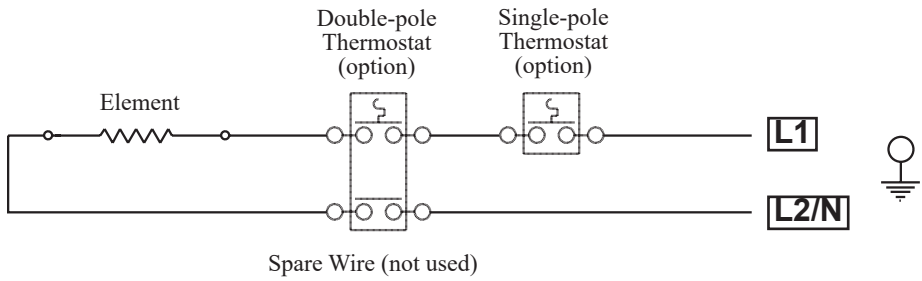 Double-pole
Thermostat
(option)
Single-pole
Thermostat
(option)
Element
L1
L2/N
Spare Wire (not used)